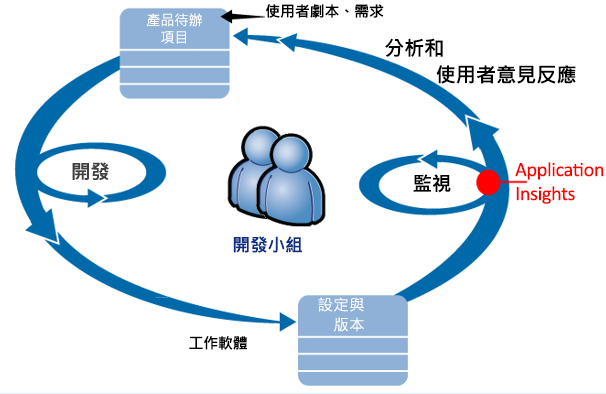 使用者劇本、需求
產品待辦
項目
分析和
使用者意見反應
開發
監視
Application
Insights
開發小組
設定與
版本
工作軟體